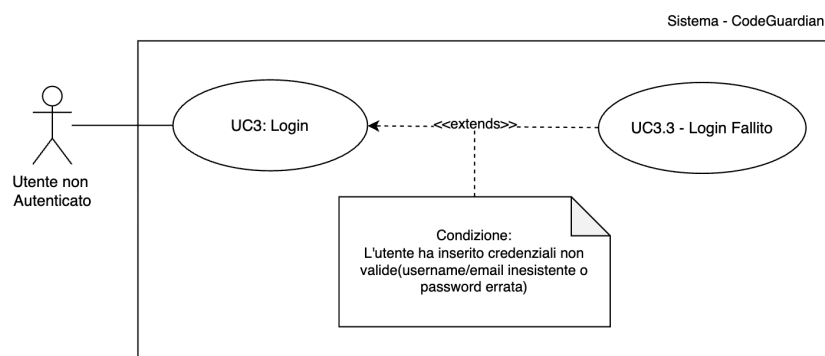 Sistema - CodeGuardian
UC3: Login
<<extends>>
UC3.3 - Login Fallito
Utente non
Autenticato
Condizione:
L'utente ha inserito credenziali non
valide(username/email inesistente o
password errata)